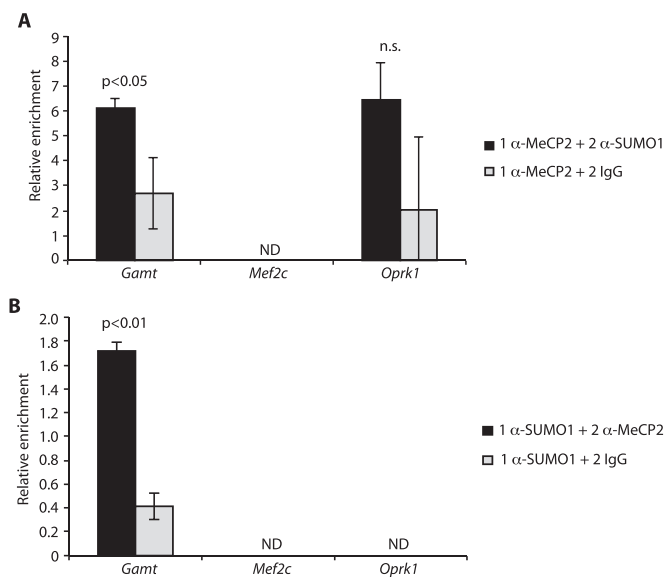 A
Relative enrichment
9
8
7
6
5
4
3
2
1
0
p<0.05
ND
n.s.
Gamt
Mef2c
Oprk1
1 α-MeCP2 + 2 α-SUMO1
1 α-MeCP2 + 2 IgG
B
Relative enrichment
2.0
1.8
1.6
1.4
1.2
1.0
0.8
0.6
0.4
0.2
0
p<0.01
ND
ND
Gamt
Mef2c
Oprk1
1 α-SUMO1 + 2 α-MeCP2
1 α-SUMO1 + 2 IgG